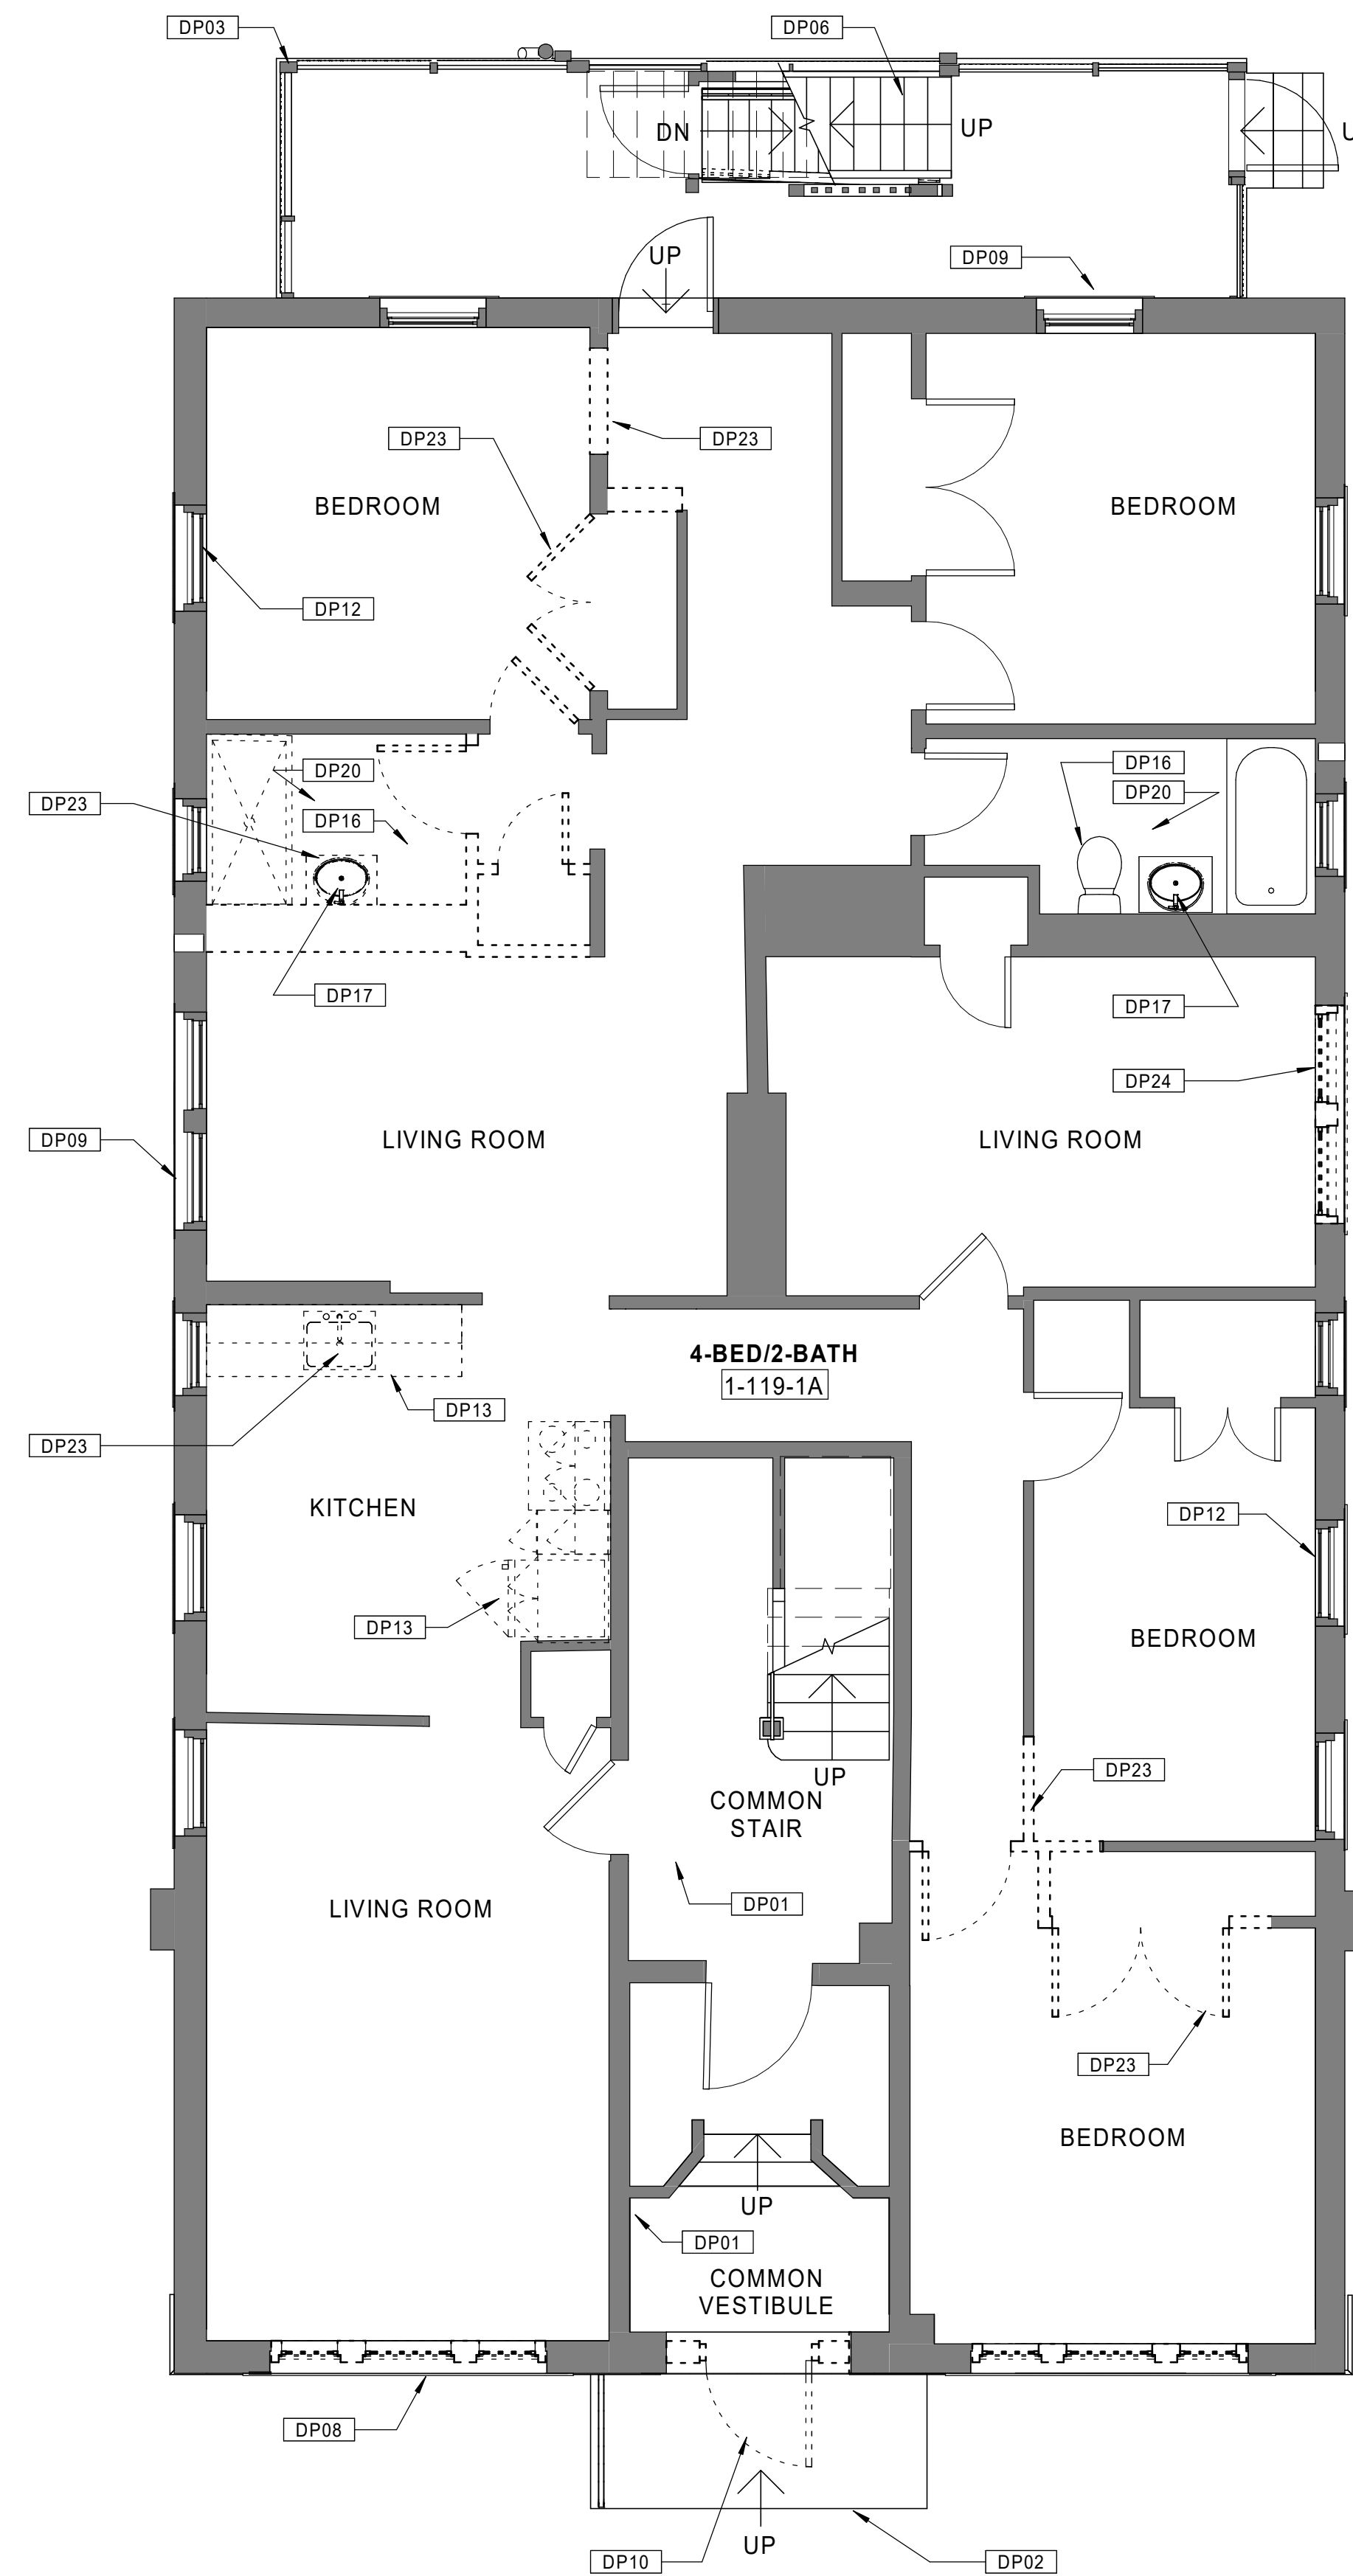 DP03
DP06
DN
UP
U
UP
DP09
DP23
DP23
BEDROOM
BEDROOM
DP12
DP20
DP16
DP23
DP16
DP20
DP17
DP17
DP24
DP09
LIVING ROOM
LIVING ROOM
4-BED/2-BATH
1-119-1A
DP13
DP23
KITCHEN
DP12
DP13
BEDROOM
DP23
UP
COMMON
STAIR
DP01
LIVING ROOM
DP23
BEDROOM
UP
DP01
COMMON
VESTIBULE
DP08
UP
DP10
DP02